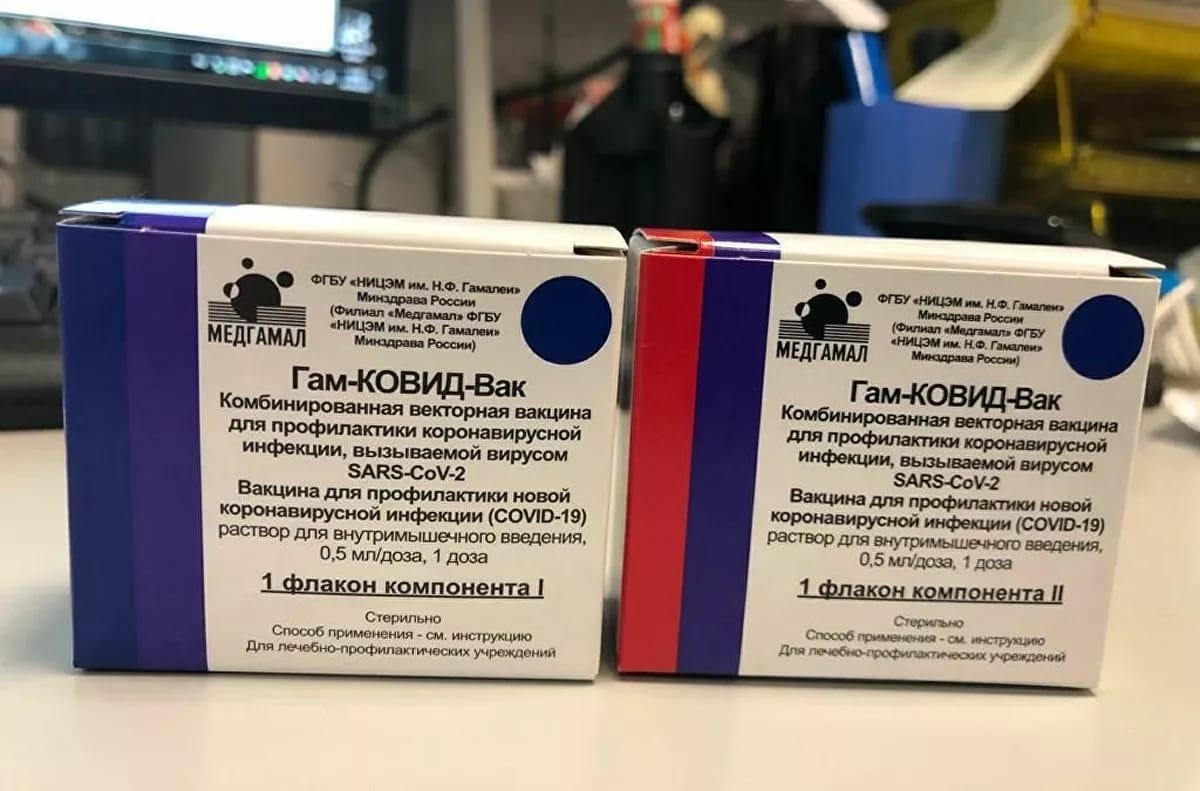 МЕДГАМАЛ
ФГБУ «НИЦЭМ им. Н.Ф. Гамалеи»
Минздрава России
(Филиал «Медгамал» ФГБУ
«НИЦЭМ им. Н.Ф. Гамалеи»
Минздрава России)
Гам-КОВИД-Вак
Комбинированная векторная вакцина
для профилактики коронавирусной
инфекции, вызываемой вирусом
SARS-CoV-2
Вакцина для профилактики новой
коронавирусной инфекции (COVID-19)
раствор для внутримышечного введения,
0,5 мл/доза, 1 доза
1 флакон компонента I
Стерильно
Способ применения - см. инструкцию
Для лечебно-профилактических учреждений
МЕДГАМАЛ
ФГБУ «НИЦЭМ им. Н.Ф. Гамалеи»
Минздрава России
(Филиал «Медгамал» ФГБУ
«НИЦЭМ им. Н.Ф. Гамалеи»
Минздрава России)
Гам-КОВИД-Вак
Комбинированная векторная вакцина
для профилактики коронавирусной
инфекции, вызываемой вирусом
SARS-CoV-2
Вакцина для профилактики новой
коронавирусной инфекции (COVID-19)
раствор для внутримышечного введения,
0,5 мл/доза, 1 доза
1 флакон компонента II
Стерильно
Способ применения - см. инструкцию
Для лечебно-профилактических учреждений